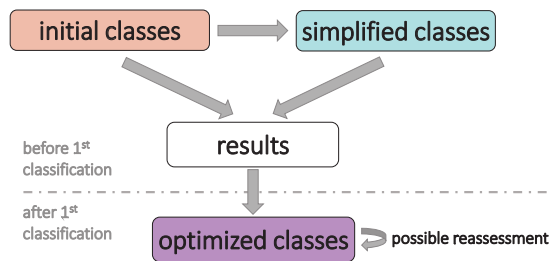 initial classes
simplified classes
results
before 1st
classification
after 1st
classification
optimized classes
possible reassessment